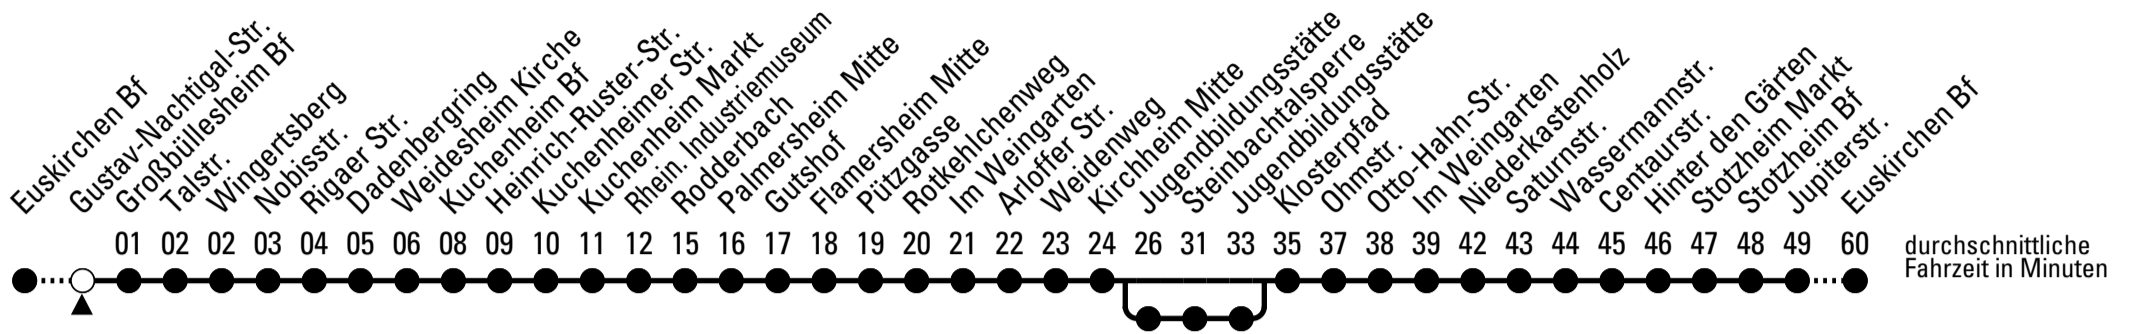 Euskirchen Bf
Gustav-Nachtigal-Str.
Großbüllesheim Bf
Talstr.
Wingertsberg
Nobisstr.
Rigaer Str.
Dadenbergring
Weidesheim Kirche
Kuchenheim Bf
Heinrich-Ruster-Str.
Kuchenheimer Str.
Kuchenheim Markt
Rhein. Industriemuseum
Rodderbach
Palmersheim Mitte
Gutshof
Flamersheim Mitte
Pützgasse
Rotkehlchenweg
Im Weingarten
Arloffer Str.
Weidenweg
Kirchheim Mitte
Jugendbildungsstätte
Steinbachtalsperre
Jugendbildungsstätte
Klosterpfad
Ohmstr.
Otto-Hahn-Str.
Im Weingarten
Niederkastenholz
Saturnstr.
Wassermannstr.
Centaurstr.
Hinter den Gärten
Stotzheim Markt
Stotzheim Bf
Jupiterstr.
Euskirchen Bf
01 02 02 03 04 05 06 08 09 10 11 12 15 16 17 18 19 20 21 22 23 24 26 31 33 35 37 38 39 42 43 44 45 46 47 48 49 60
durchschnittliche
Fahrzeit in Minuten